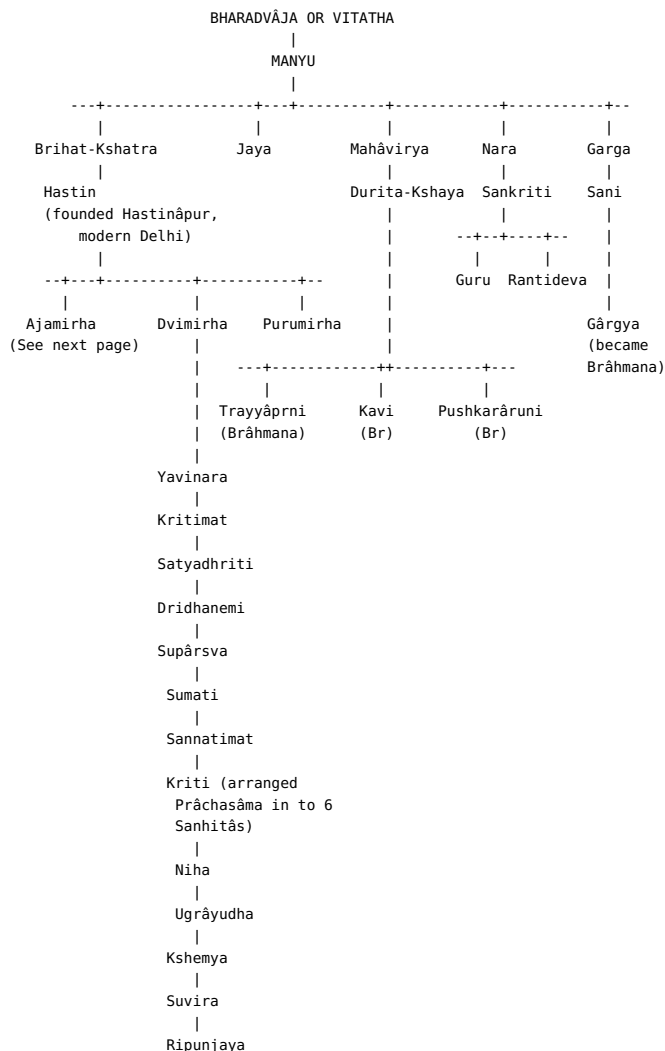 BHARADVÂJA OR VITATHA
|
MANYU
|
---+-----------------+---+----------+------------+-----------+--
| | | | |
Brihat-Kshatra Jaya Mahâvirya Nara Garga
| | | |
Hastin Durita-Kshaya Sankriti Sani
(founded Hastinâpur, | | |
modern Delhi) | --+--+----+-- |
| | | | |
--+---+----------+-----------+-- | Guru Rantideva |
| | | | |
Ajamirha Dvimirha Purumirha | Gârgya
(See next page) | | (became
| ---+------------++----------+--- Brâhmana)
| | | |
| Trayyâprni Kavi Pushkarâruni
| (Brâhmana) (Br) (Br)
|
Yavinara
|
Kritimat
|
Satyadhriti
|
Dridhanemi
|
Supârsva
|
Sumati
|
Sannatimat
|
Kriti (arranged
Prâchasâma in to 6
Sanhitâs)
|
Niha
|
Ugrâyudha
|
Kshemya
|
Suvira
|
Ripunjaya